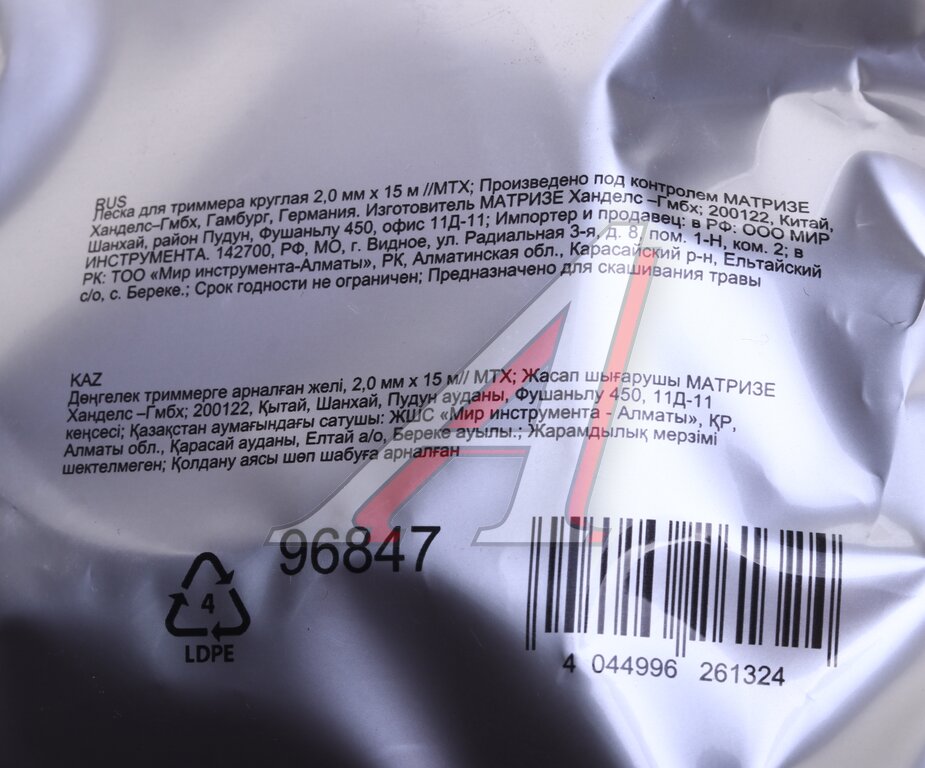 RUS
Леска для триммера круглая 2,0 мм х 15 м //МТХ; Произведено под контролем МАТРИЗЕ
Ханделс–Гмбх, Гамбург, Германия. Изготовитель МАТРИЗЕ Ханделс –Гмбх; 200122, Китай,
Шанхай, район Пудун, Фушаньлу 450, офис 11Д-11; Импортер и продавец: в РФ: ООО МИР
ИНСТРУМЕНТА. 142700, РФ, МО, г. Видное, ул. Радиальная 3-я, д. 8, пом. 1-Н, ком. 2; в
РК: ТОО «Мир инструмента-Алматы», РК, Алматинская обл., Карасайский р-н, Ельтайский
с/о, с. Береке.; Срок годности не ограничен; Предназначено для скашивания травы
KAZ
Дөңгелек триммерге арналған желі, 2,0 мм х 15 м// МТХ; Жасап шығарушы МАТРИЗЕ
Ханделс –Гмбх; 200122, Қытай, Шанхай, Пудун ауданы, Фушаньлу 450, 11Д-11
кеңсесі; Қазақстан аумағындағы сатушы: ЖШС «Мир инструмента - Алматы», ҚР,
Алматы обл., Қарасай ауданы, Елтай а/о, Береке ауылы.; Жарамдылық мерзімі
шектелмеген; Қолдану аясы шөп шабуға арналған
96847
4
LDPE
4 044996 261324